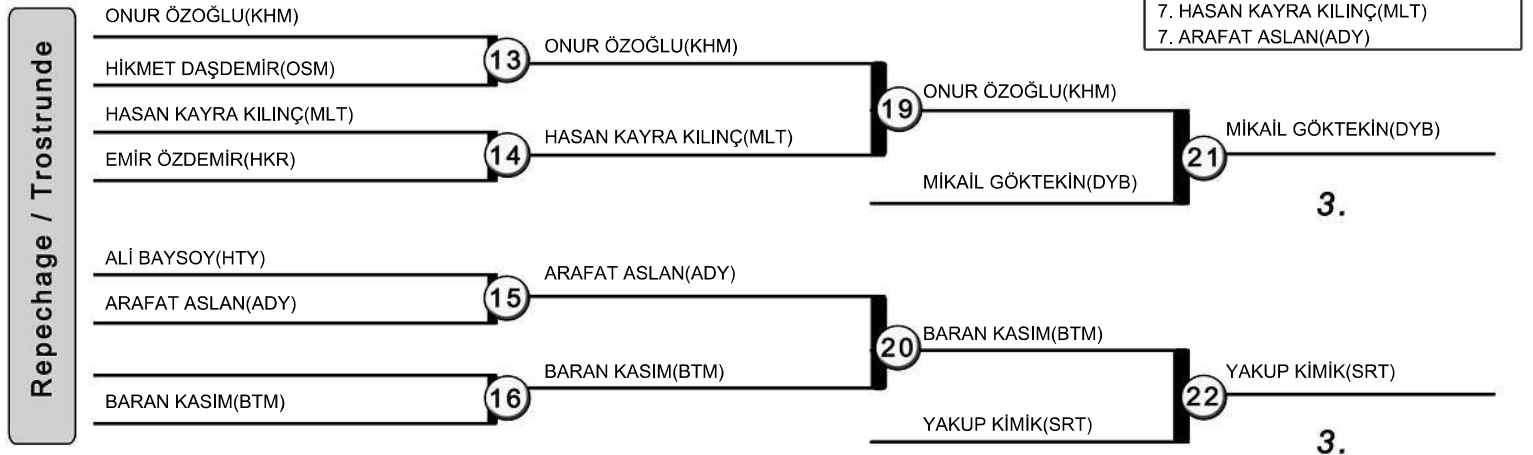 7. HASAN KAYRA KILINÇ(MLT)
7. ARAFAT ASLAN(ADY)
Repechage / Trostrunde
ONUR ÖZOĞLU(KHM)
HİKMET DAŞDEMİR(OSM)
13
ONUR ÖZOĞLU(KHM)
HASAN KAYRA KILINÇ(MLT)
EMİR ÖZDEMİR(HKR)
14
HASAN KAYRA KILINÇ(MLT)
19
ONUR ÖZOĞLU(KHM)
MİKAİL GÖKTEKİN(DYB)
21
MİKAİL GÖKTEKİN(DYB)
3.
ALİ BAYSOY(HTY)
ARAFAT ASLAN(ADY)
15
ARAFAT ASLAN(ADY)
BARAN KASIM(BTM)
16
BARAN KASIM(BTM)
20
BARAN KASIM(BTM)
YAKUP KİMİK(SRT)
22
YAKUP KİMİK(SRT)
3.